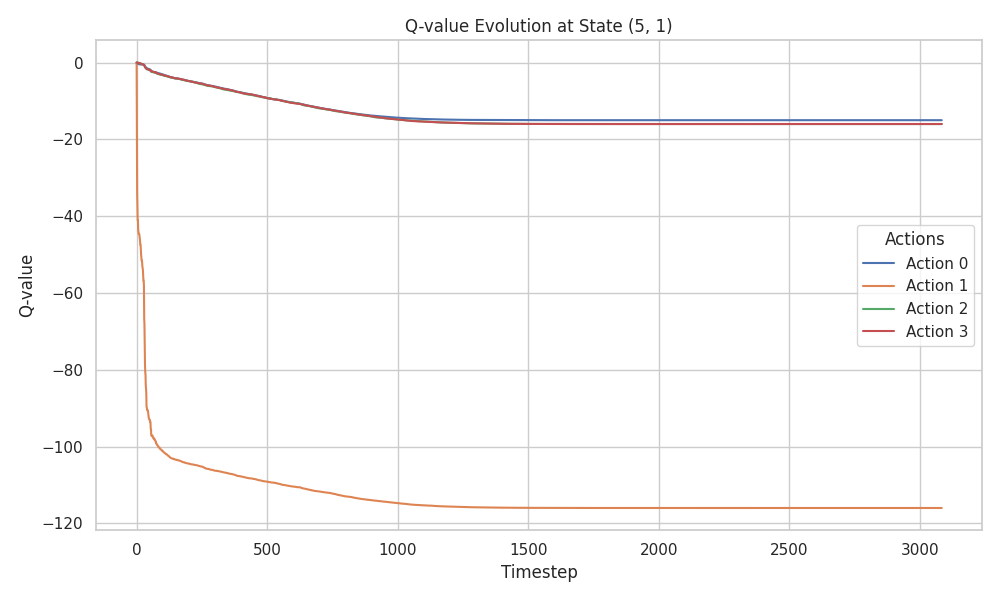 Q-value Evolution at State (5, 1)
0
−20
−40
−60
−80
−100
−120
Q-value
Actions
Action 0
Action 1
Action 2
Action 3
0 500 1000 1500 2000 2500 3000
Timestep